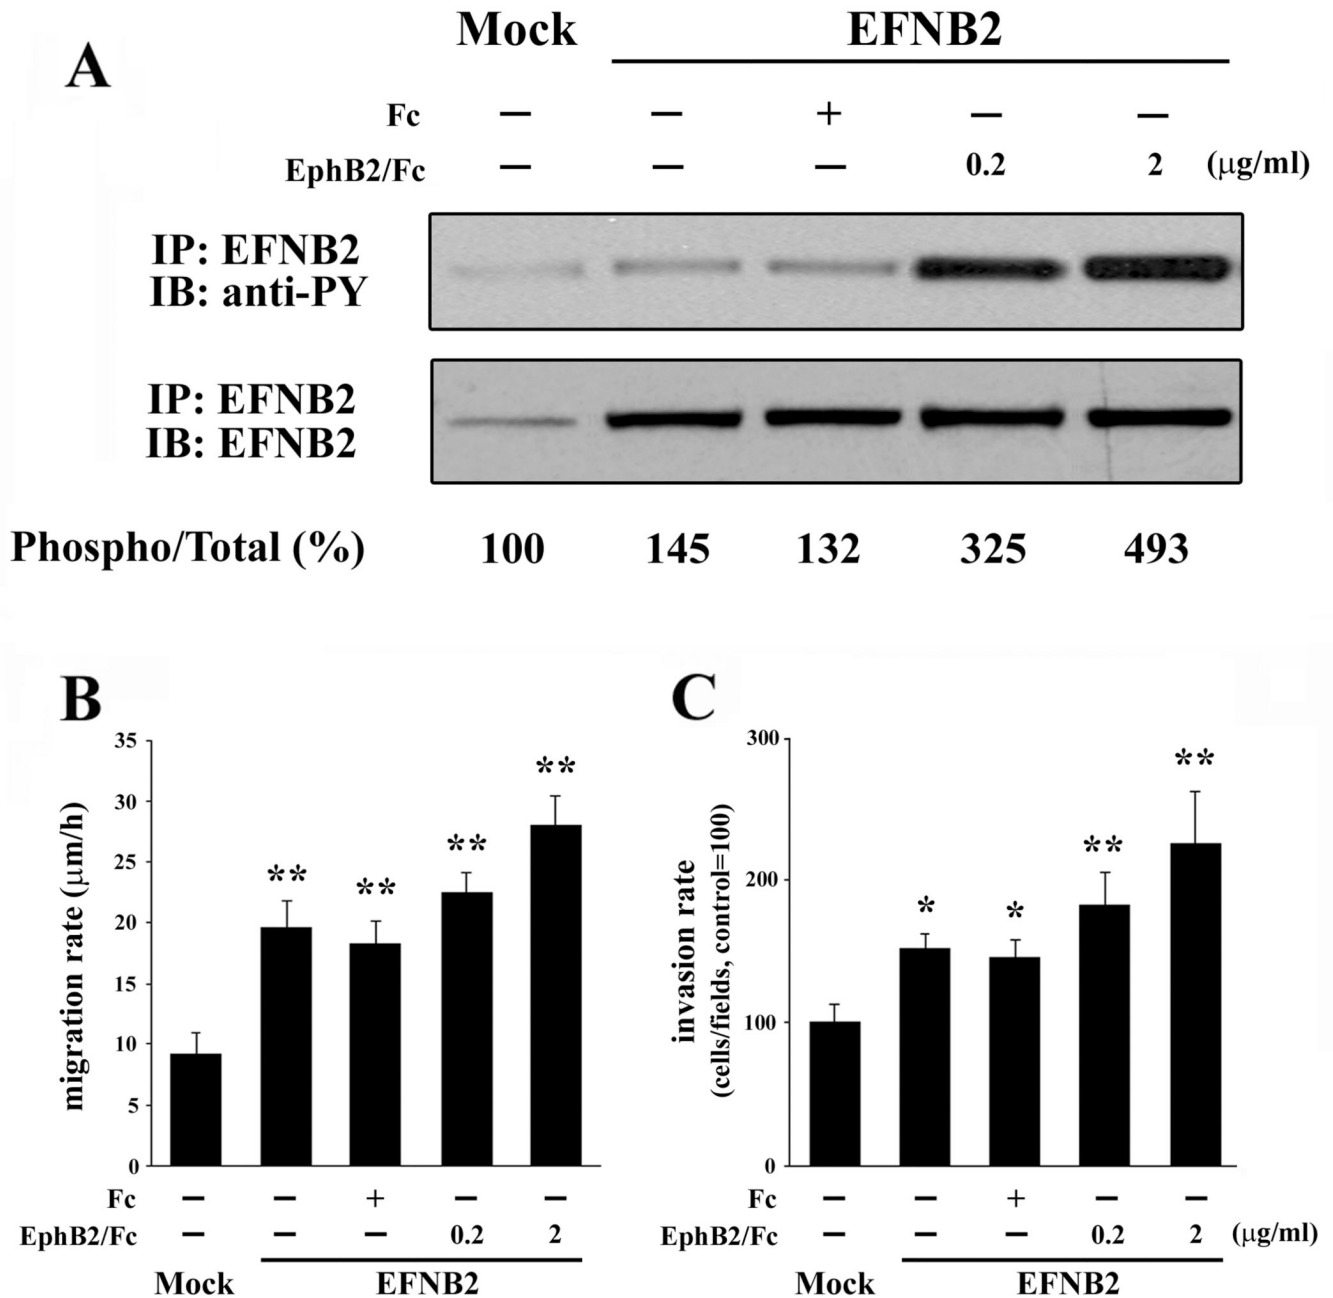 Mock EFNB2
A
Fc − − + − −
EphB2/Fc − − − 0.2 2 (μg/ml)
IP: EFNB2
IB: anti-PY
IP: EFNB2
IB: EFNB2
Phospho/Total (%) 100 145 132 325 493
B
35
30
25
20
15
10
5
0
migration rate (μm/h)
** ** ** **
Fc − − + − −
EphB2/Fc − − − 0.2 2
Mock EFNB2
C
300
200
100
0
invasion rate
(cells/fields, control=100)
* * ** **
Fc − − + − −
EphB2/Fc − − − 0.2 2 (μg/ml)
Mock EFNB2